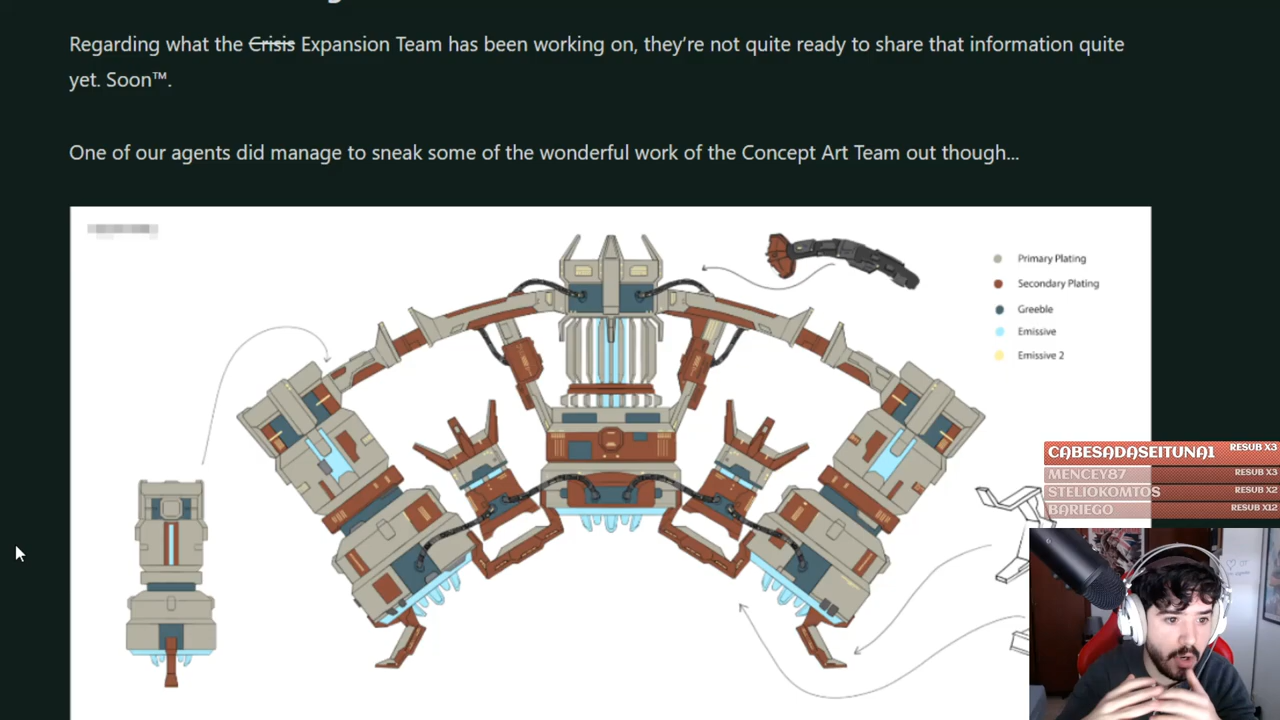 Regarding what the Crisis Expansion Team has been working on, they're not quite ready to share that information quite
yet. Soon™.
One of our agents did manage to sneak some of the wonderful work of the Concept Art Team out though...
Primary Plating
Secondary Plating
Greeble
Emissive
Emissive 2
CABESADASEITUNA1 RESUB X3
MENCEY87 RESUB X3
STELIOKOMTOS RESUB X2
BARIEGO RESUB X12